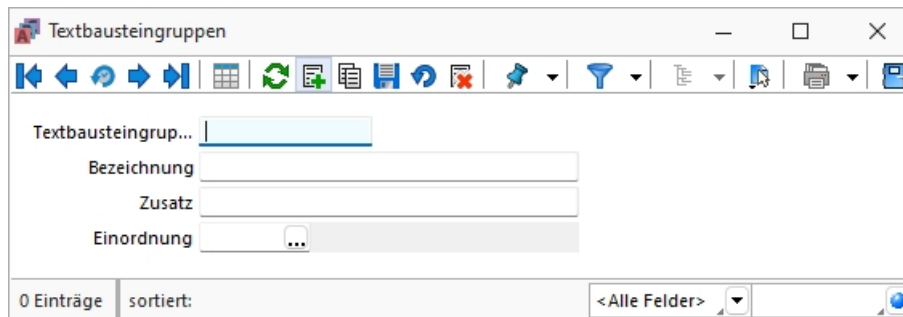 Textbausteingruppen
Textbausteingrup...
Bezeichnung
Zusatz
Einordnung ...
0 Einträge sortiert: <Alle Felder>